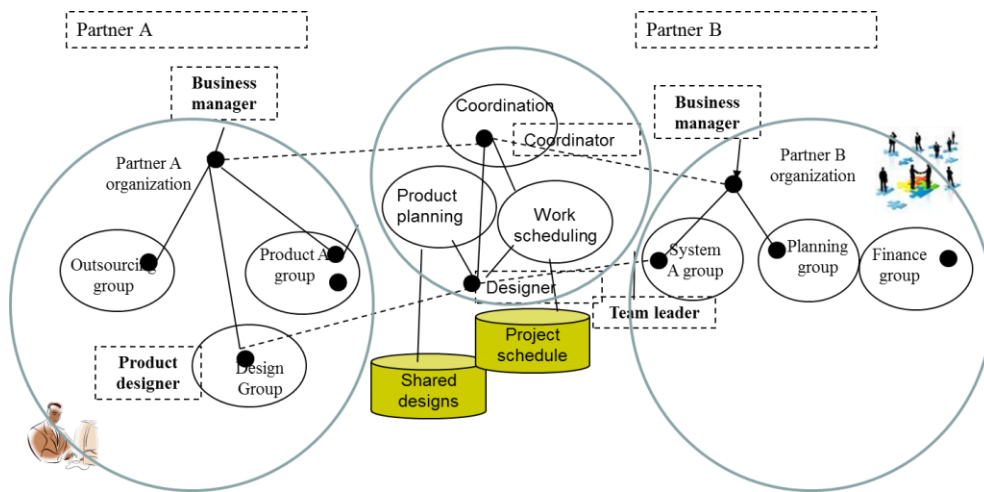 Partner A
Partner B
Business
manager
Coordination
Coordinator
Business
manager
Partner A
organization
Partner B
organization
Product
planning
Work
scheduling
Outsourcing
group
Product A
group
System
A group
Planning
group
Finance
group
Designer
Team leader
Product
designer
Design
Group
Project
schedule
Shared
designs